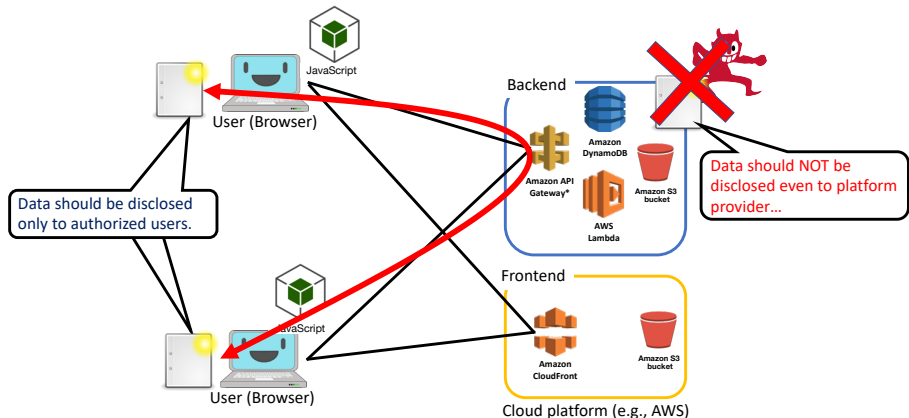 JavaScript
User (Browser)
Backend
Amazon
DynamoDB
Amazon API
Gateway*
Amazon S3
bucket
AWS
Lambda
Data should NOT be
disclosed even to platform
provider…
Data should be disclosed
only to authorized users.
JavaScript
User (Browser)
Frontend
Amazon
CloudFront
Amazon S3
bucket
Cloud platform (e.g., AWS)